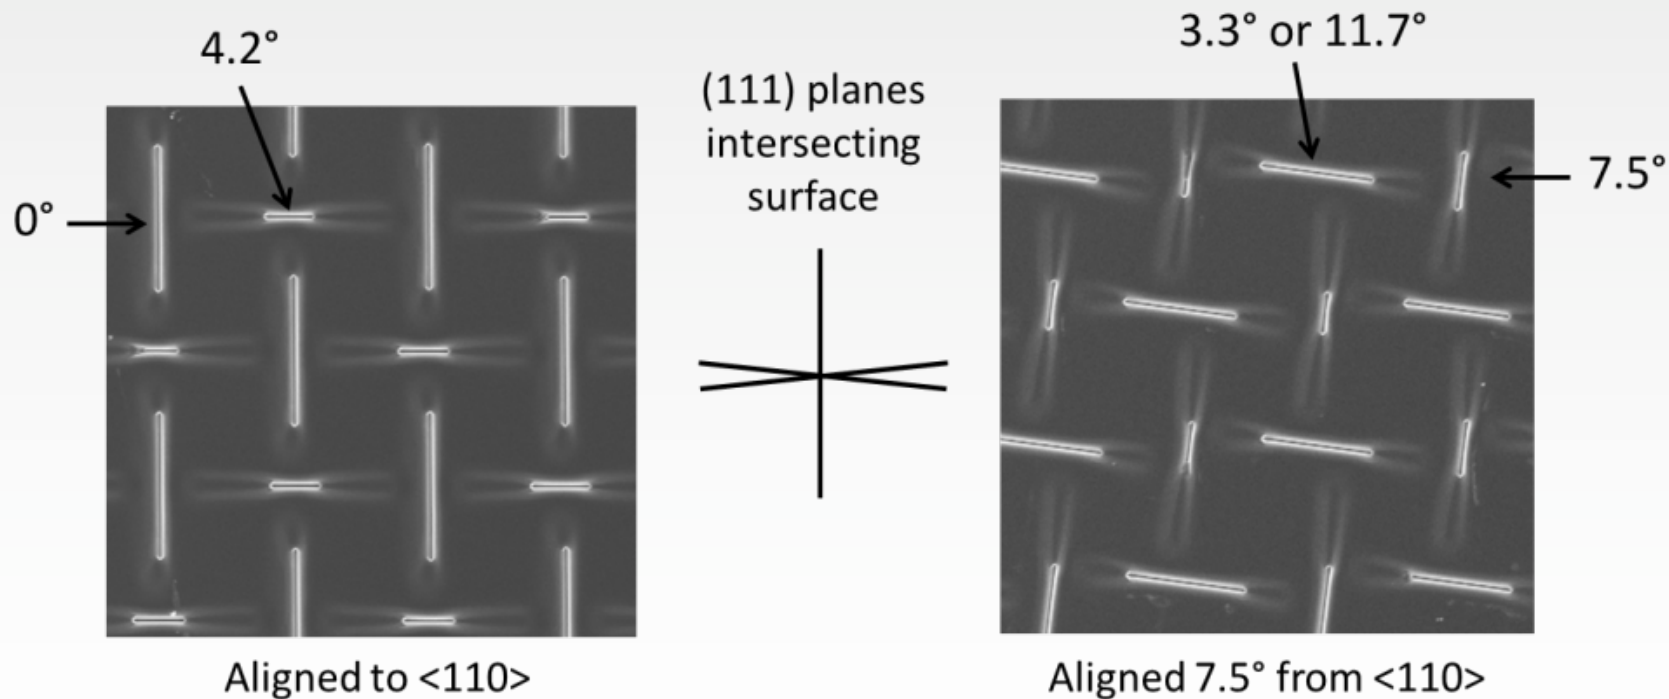 4.2°
0°
(111) planes
intersecting
surface
3.3° or 11.7°
7.5°
Aligned to <110>
Aligned 7.5° from <110>